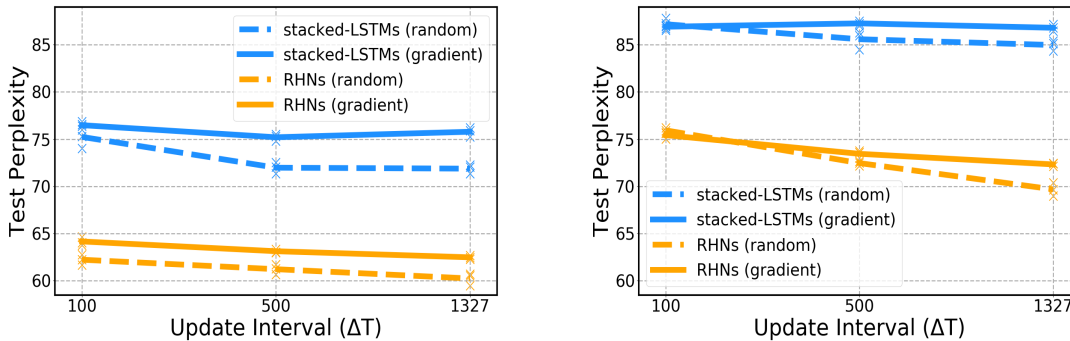 Test Perplexity
85
80
75
70
65
60
stacked-LSTMs (random)
stacked-LSTMs (gradient)
RHNs (random)
RHNs (gradient)
100
500
1327
Update Interval (ΔT)
Test Perplexity
85
80
75
70
65
60
stacked-LSTMs (random)
stacked-LSTMs (gradient)
RHNs (random)
RHNs (gradient)
100
500
1327
Update Interval (ΔT)